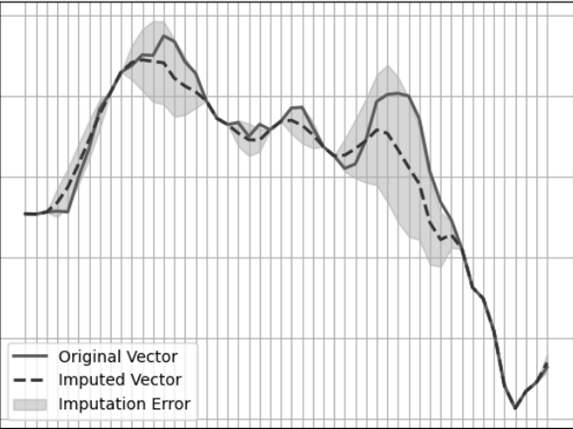 Original Vector
Imputed Vector
Imputation Error